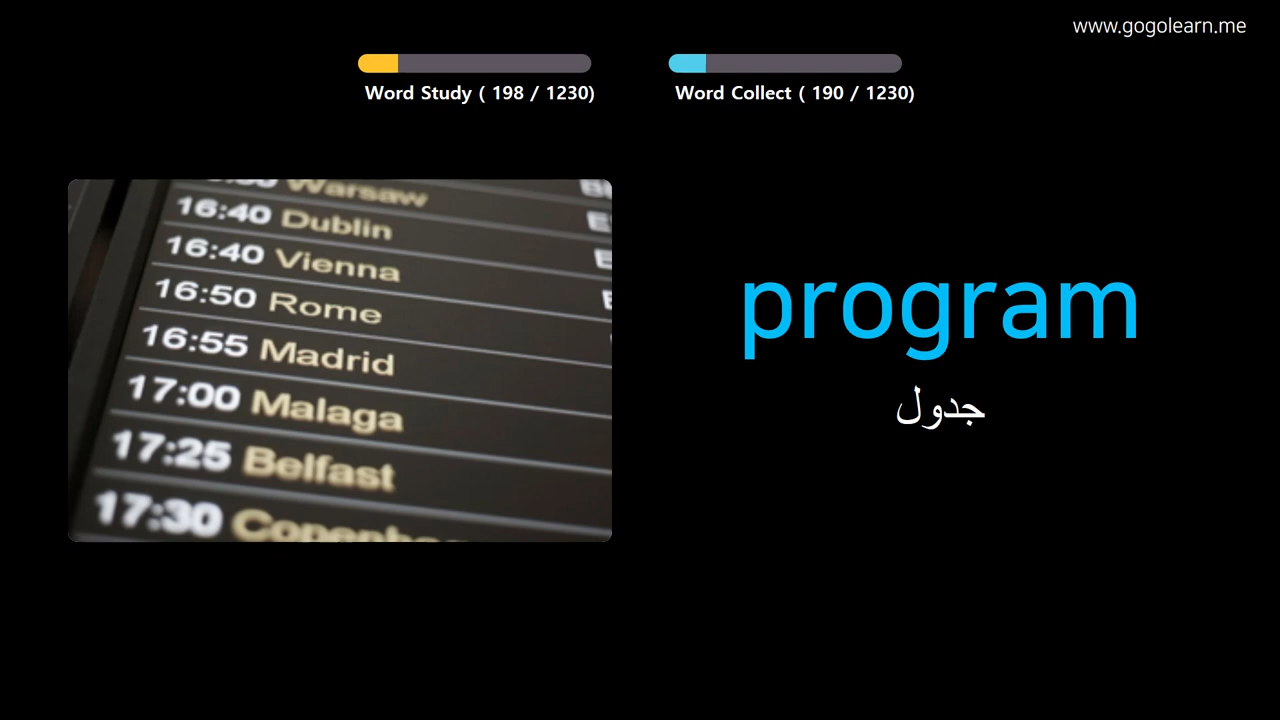 www.gogolearn.me
Word Study ( 198 / 1230)
Word Collect ( 190 / 1230)
Warsaw
16:40 Dublin
16:40 Vienna
16:50 Rome
16:55 Madrid
17:00 Malaga
17:25 Belfast
17:30
program
جدول